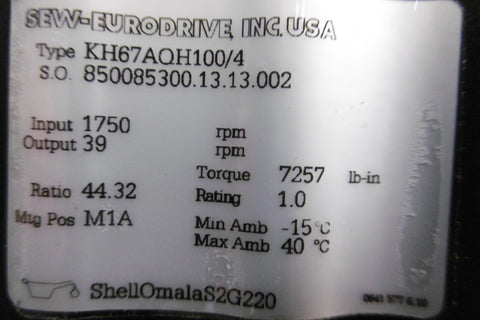 SEW-EURODRIVE, INC. USA
Type KH67AQH100/4
S.O. 850085300.13.13.002
Input 1750 rpm
Output 39 rpm
Torque 7257 lb-in
Ratio 44.32 Rating 1.0
Mtg Pos M1A Min Amb -15°C
Max Amb 40 °C
ShellOmalaS2G220